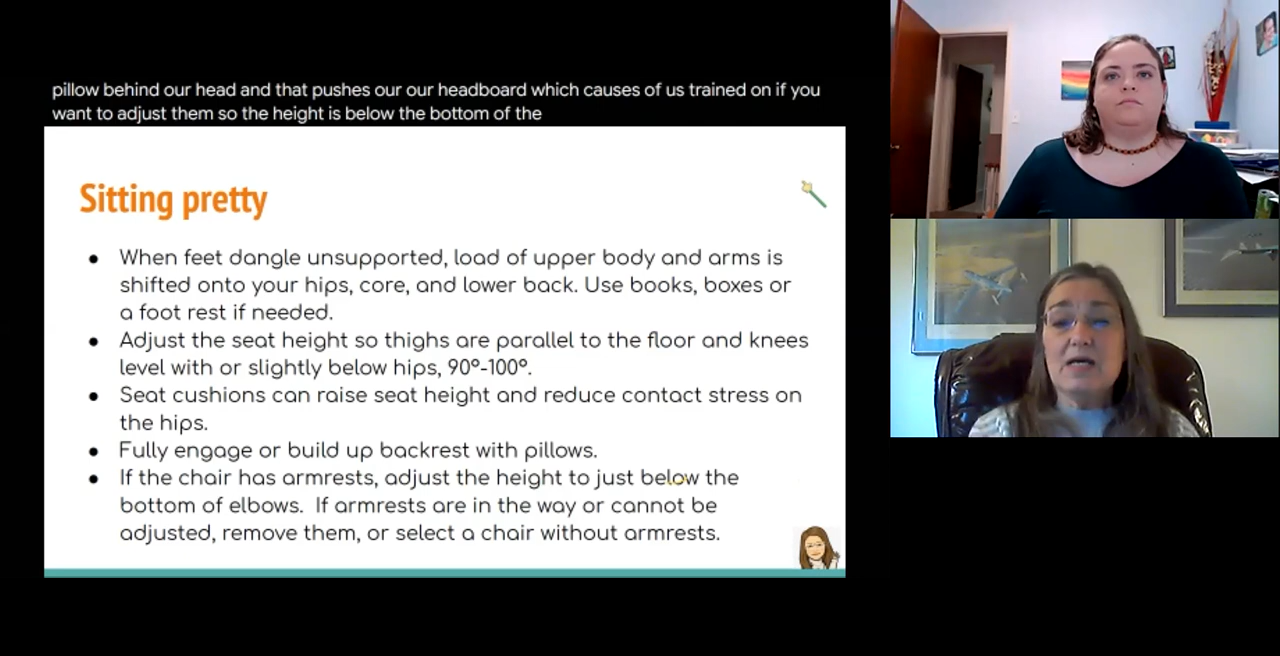 pillow behind our head and that pushes our our headboard which causes of us trained on if you
want to adjust them so the height is below the bottom of the
Sitting pretty
● When feet dangle unsupported, load of upper body and arms is
shifted onto your hips, core, and lower back. Use books, boxes or
a foot rest if needed.
● Adjust the seat height so thighs are parallel to the floor and knees
level with or slightly below hips, 90°-100°.
● Seat cushions can raise seat height and reduce contact stress on
the hips.
● Fully engage or build up backrest with pillows.
● If the chair has armrests, adjust the height to just below the
bottom of elbows. If armrests are in the way or cannot be
adjusted, remove them, or select a chair without armrests.